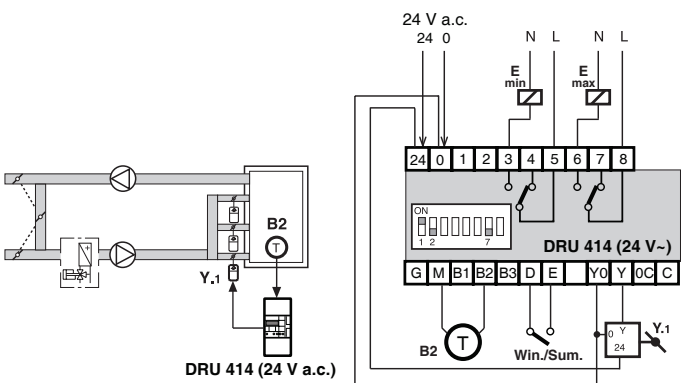 24 V a.c.
24 0
N L N L
E min
E max
24 0 1 2 3 4 5 6 7 8
ON
1 2 7
DRU 414 (24 V~)
G M B1 B2 B3 D E Y0 Y 0C C
B2 T
Win./Sum.
0 Y
24
Y.1
B2
T
Y.1
DRU 414 (24 V a.c.)